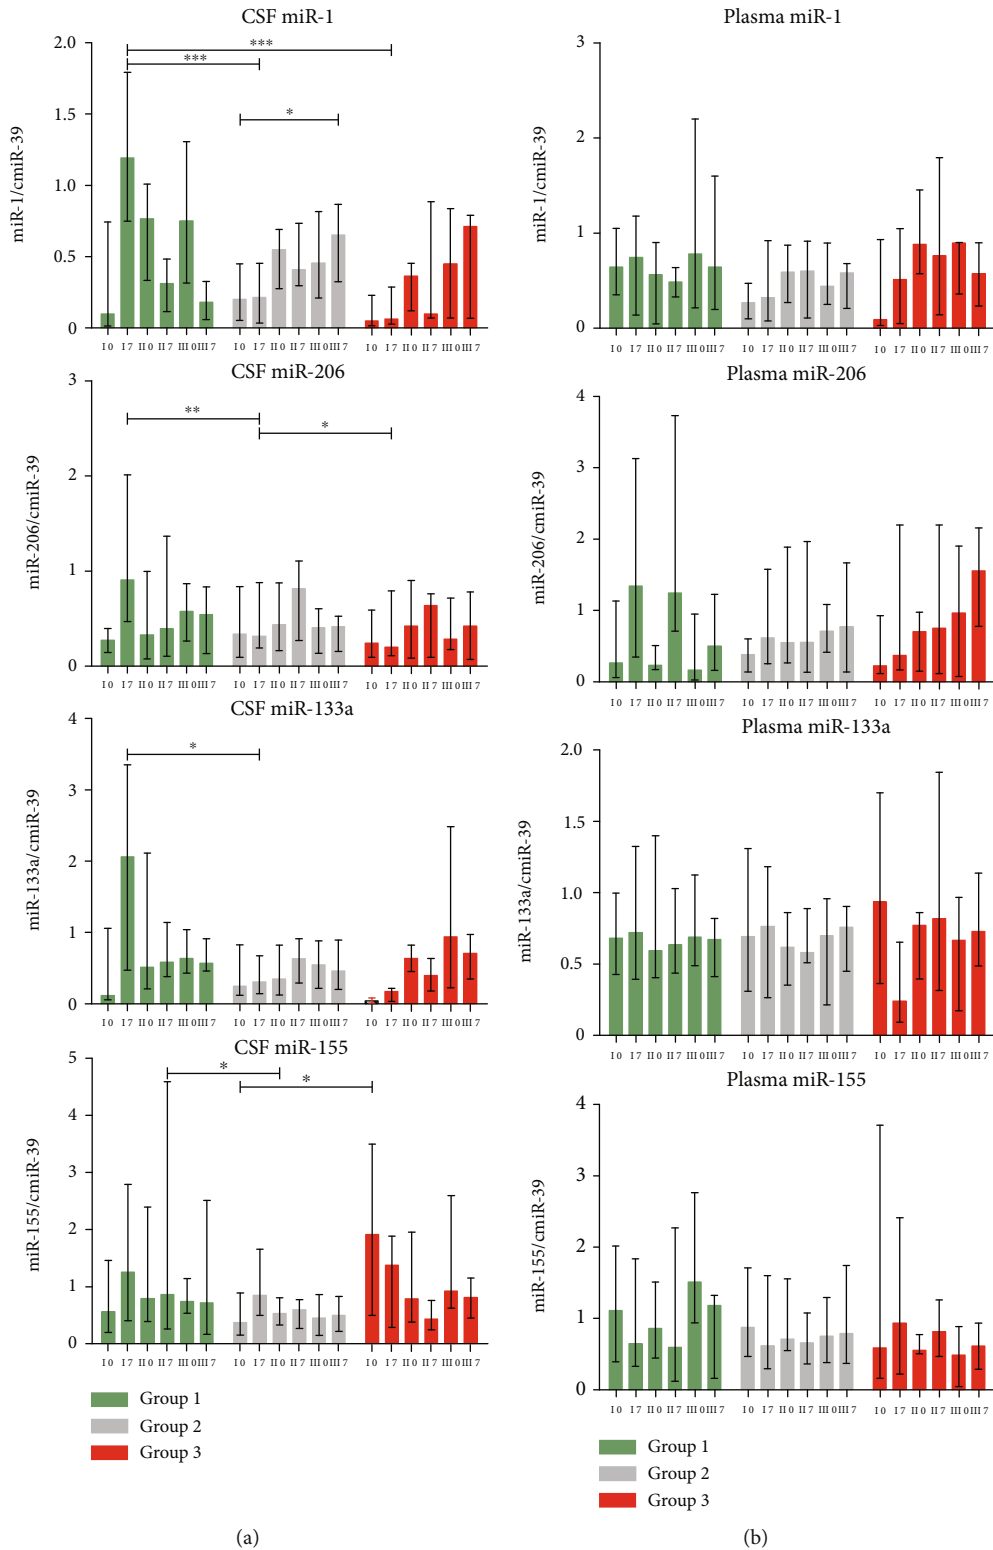 CSF miR-1
miR-1/cmiR-39
2.0
1.5
1.0
0.5
0
***
***
*
I 0 I 7 II 0 II 7 III 0 III 7 I 0 I 7 II 0 II 7 III 0 III 7 I 0 I 7 II 0 II 7 III 0 III 7
CSF miR-206
miR-206/cmiR-39
3
2
1
0
**
*
I 0 I 7 II 0 II 7 III 0 III 7 I 0 I 7 II 0 II 7 III 0 III 7 I 0 I 7 II 0 II 7 III 0 III 7
CSF miR-133a
miR-133a/cmiR-39
4
3
2
1
0
*
I 0 I 7 II 0 II 7 III 0 III 7 I 0 I 7 II 0 II 7 III 0 III 7 I 0 I 7 II 0 II 7 III 0 III 7
CSF miR-155
miR-155/cmiR-39
5
4
3
2
1
0
*
*
I 0 I 7 II 0 II 7 III 0 III 7 I 0 I 7 II 0 II 7 III 0 III 7 I 0 I 7 II 0 II 7 III 0 III 7
Group 1
Group 2
Group 3
(a)
Plasma miR-1
miR-1/cmiR-39
3
2
1
0
I 0 I 7 II 0 II 7 III 0 III 7 I 0 I 7 II 0 II 7 III 0 III 7 I 0 I 7 II 0 II 7 III 0 III 7
Plasma miR-206
miR-206/cmiR-39
4
3
2
1
0
I 0 I 7 II 0 II 7 III 0 III 7 I 0 I 7 II 0 II 7 III 0 III 7 I 0 I 7 II 0 II 7 III 0 III 7
Plasma miR-133a
miR-133a/cmiR-39
2.0
1.5
1.0
0.5
0
I 0 I 7 II 0 II 7 III 0 III 7 I 0 I 7 II 0 II 7 III 0 III 7 I 0 I 7 II 0 II 7 III 0 III 7
Plasma miR-155
miR-155/cmiR-39
4
3
2
1
0
I 0 I 7 II 0 II 7 III 0 III 7 I 0 I 7 II 0 II 7 III 0 III 7 I 0 I 7 II 0 II 7 III 0 III 7
Group 1
Group 2
Group 3
(b)